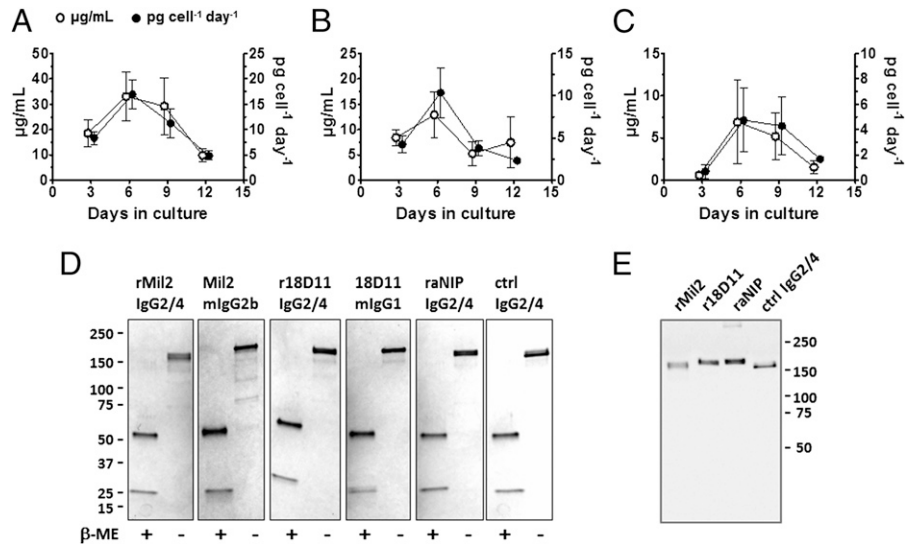 A
B
C
µg/mL
pg cell⁻¹ day⁻¹
µg/mL
50
40
30
20
10
0
25
20
15
10
5
0
pg cell⁻¹ day⁻¹
0 3 6 9 12 15
Days in culture
µg/mL
25
20
15
10
5
0
15
10
5
0
pg cell⁻¹ day⁻¹
0 3 6 9 12 15
Days in culture
µg/mL
15
10
5
0
10
8
6
4
2
0
pg cell⁻¹ day⁻¹
0 3 6 9 12 15
Days in culture
D
rMil2 IgG2/4
Mil2 mIgG2b
r18D11 IgG2/4
18D11 mIgG1
raNIP IgG2/4
ctrl IgG2/4
250
150
100
75
50
37
25
15
β-ME + - + - + - + - + - + -
E
rMil2
r18D11
raNIP
ctrl IgG2/4
250
150
100
75
50